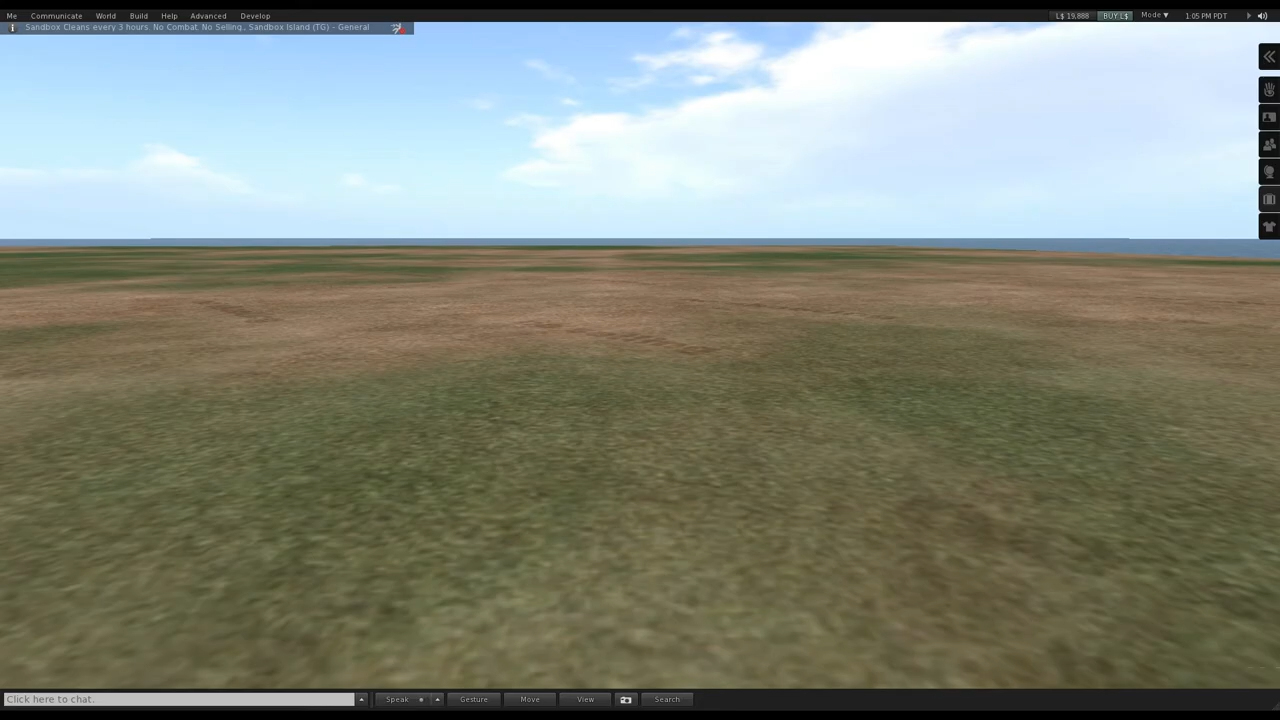 Me Communicate World Build Help Advanced Develop L$ 19,888 BUY L$ Mode ▼ 1:05 PM PDT
Sandbox Cleans every 3 hours. No Combat. No Selling., Sandbox Island (TG) - General
Click here to chat. Speak Gesture Move View Search